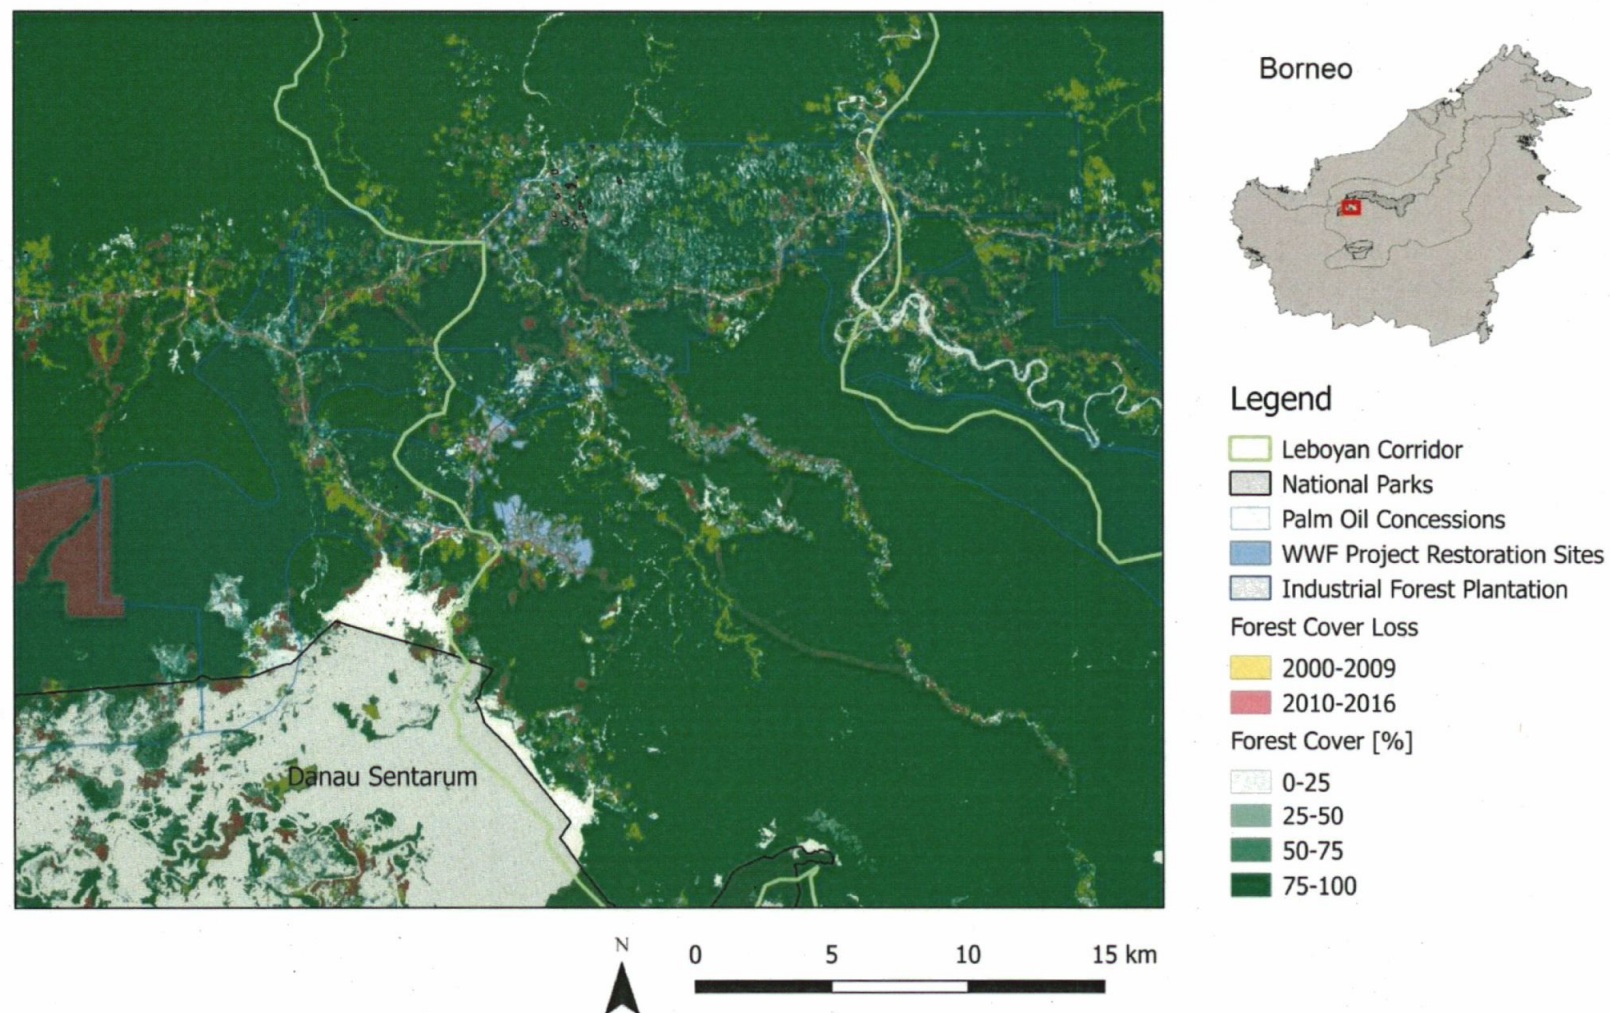 Borneo
Legend
Leboyan Corridor
National Parks
Palm Oil Concessions
WWF Project Restoration Sites
Industrial Forest Plantation
Forest Cover Loss
2000-2009
2010-2016
Forest Cover [%]
0-25
25-50
50-75
75-100
Danau Sentarum
N
0 5 10 15 km